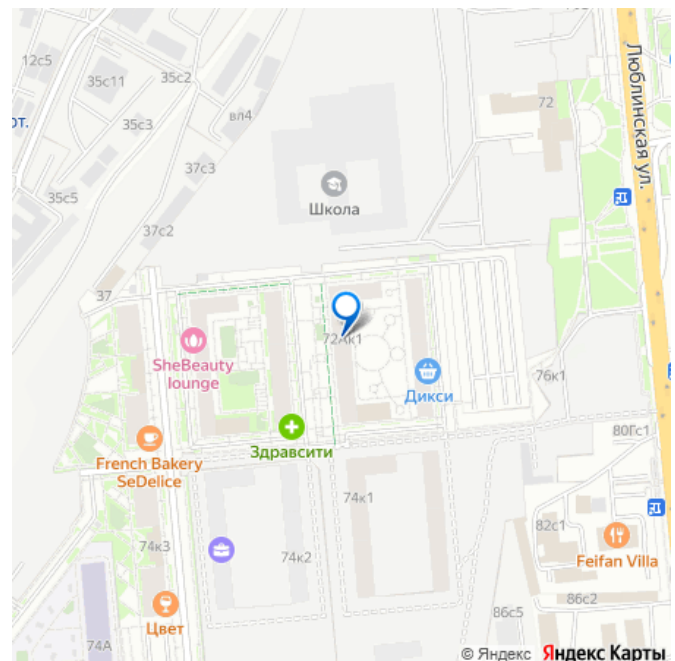 12с5
35с11
35с2
72
Люблинская ул.
вл4
от.
35с3
37с3
Школа
35с5
37с2
37
72Ак1
SheBeauty
lounge
Дикси
76к1
80Гс1
Здравсити
French Bakery
SeDelice
74к1
82с1
74к3
74к2
Feifan Villa
86с2
86с5
Цвет
74А
© Яндекс Яндекс Карты